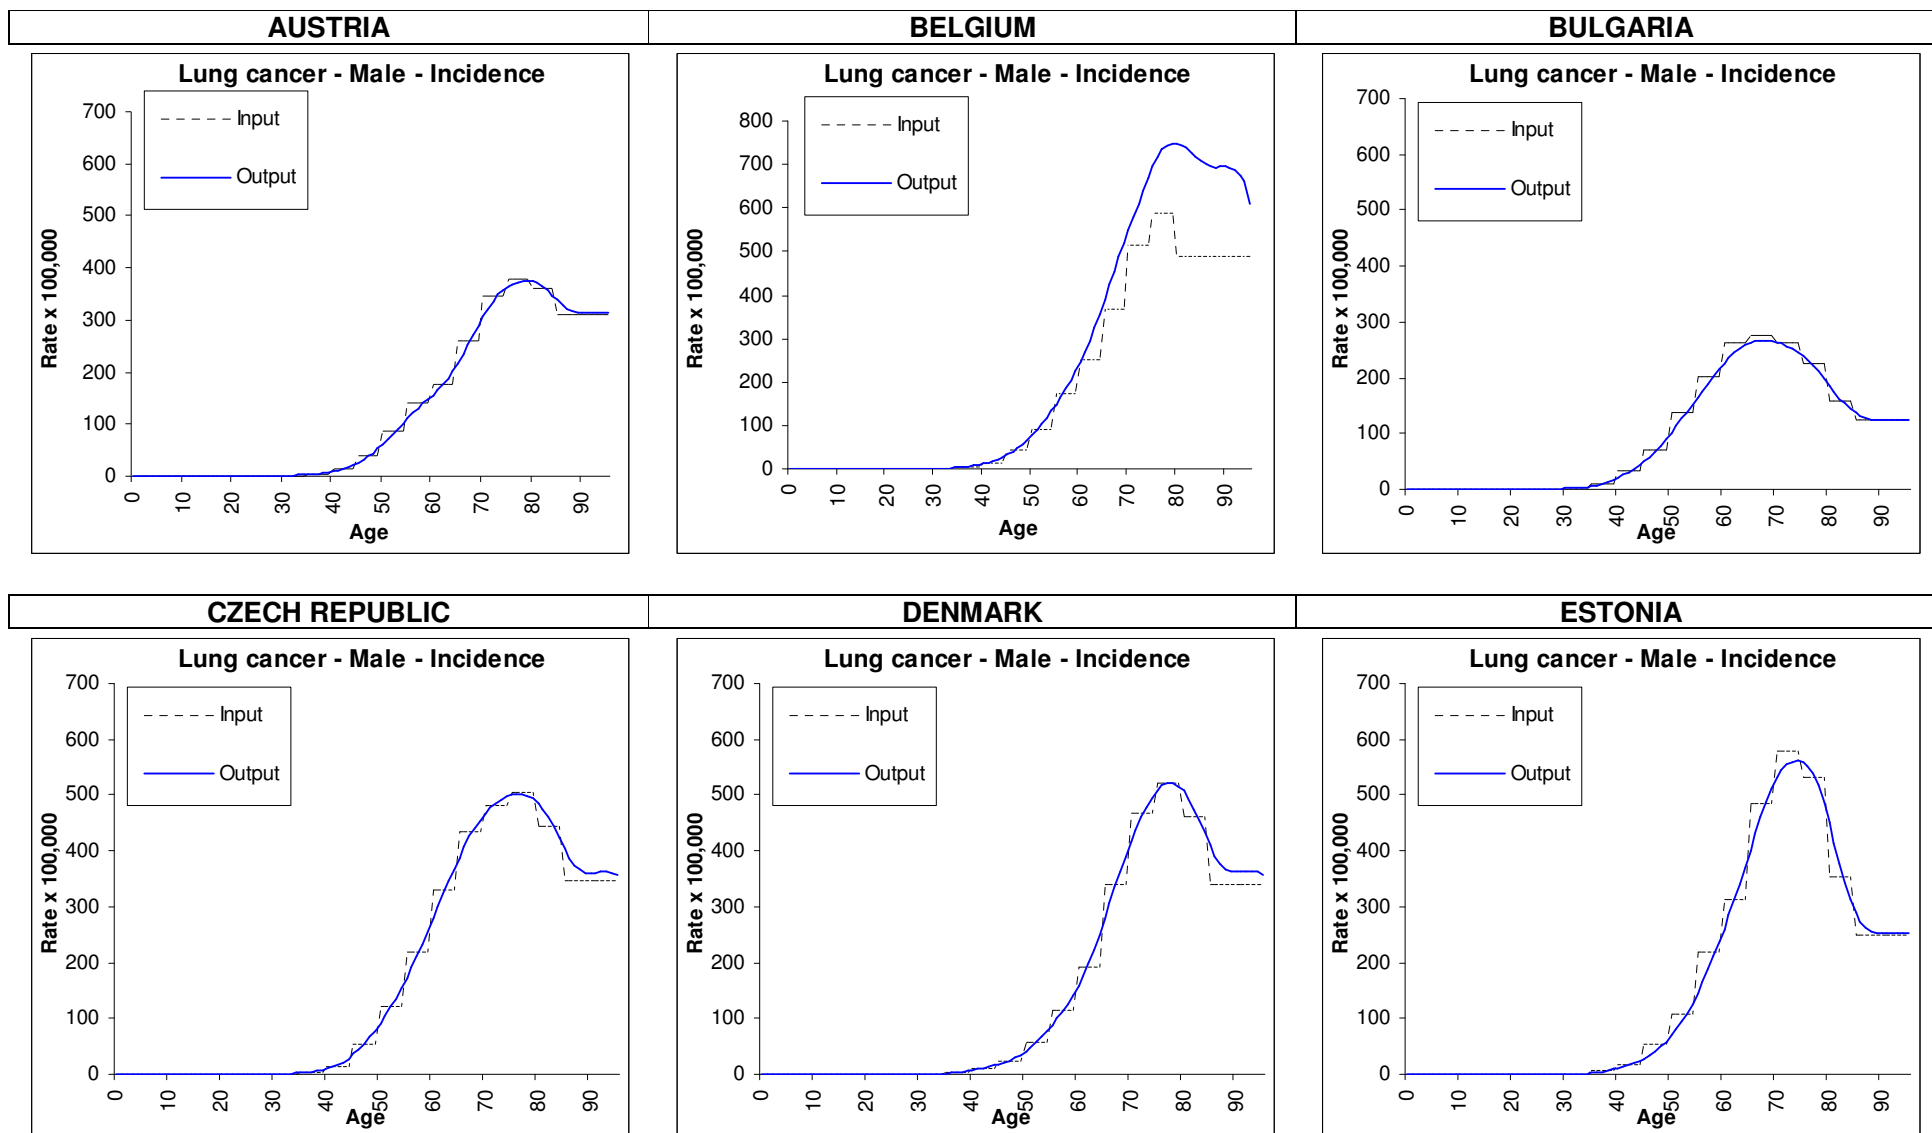 AUSTRIA
BELGIUM
BULGARIA
Lung cancer - Male - Incidence
Input
Output
700
600
500
400
300
200
100
0
Rate x 100,000
0 10 20 30 40 50 60 70 80 90
Age
Lung cancer - Male - Incidence
Input
Output
800
700
600
500
400
300
200
100
0
Rate x 100,000
0 10 20 30 40 50 60 70 80 90
Age
Lung cancer - Male - Incidence
Input
Output
700
600
500
400
300
200
100
0
Rate x 100,000
0 10 20 30 40 50 60 70 80 90
Age
CZECH REPUBLIC
DENMARK
ESTONIA
Lung cancer - Male - Incidence
Input
Output
700
600
500
400
300
200
100
0
Rate x 100,000
0 10 20 30 40 50 60 70 80 90
Age
Lung cancer - Male - Incidence
Input
Output
700
600
500
400
300
200
100
0
Rate x 100,000
0 10 20 30 40 50 60 70 80 90
Age
Lung cancer - Male - Incidence
Input
Output
700
600
500
400
300
200
100
0
Rate x 100,000
0 10 20 30 40 50 60 70 80 90
Age